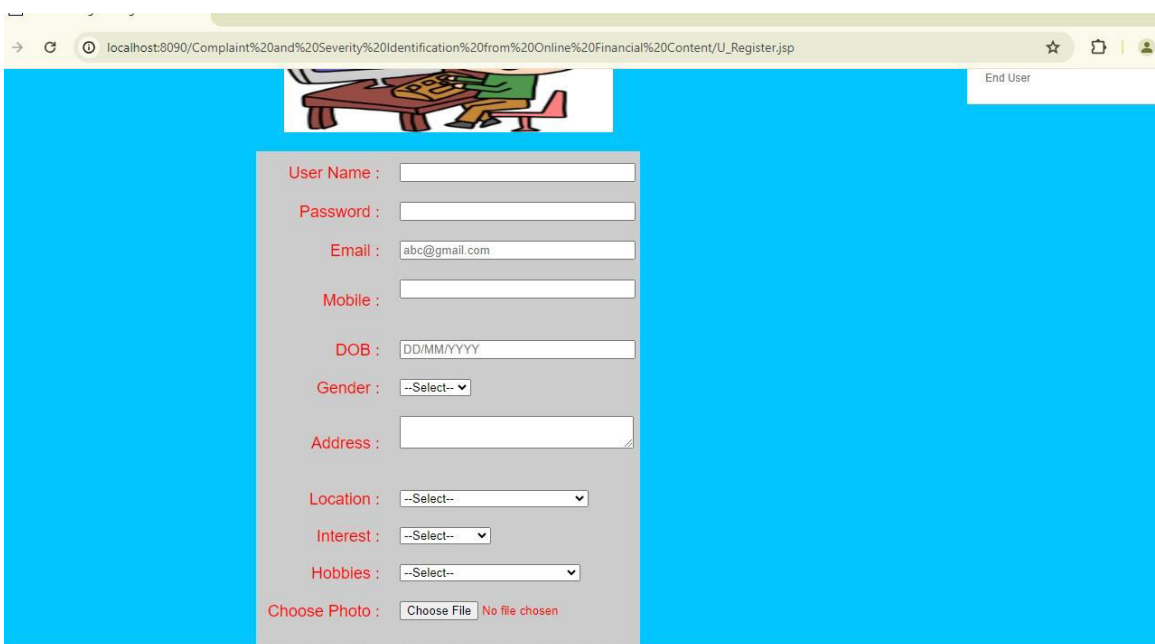 localhost:8090/Complaint%20and%20Severity%20Identification%20from%20Online%20Financial%20Content/U_Register.jsp
End User
User Name :
Password :
Email : abc@gmail.com
Mobile :
DOB : DD/MM/YYYY
Gender : --Select--
Address :
Location : --Select--
Interest : --Select--
Hobbies : --Select--
Choose Photo : Choose File No file chosen